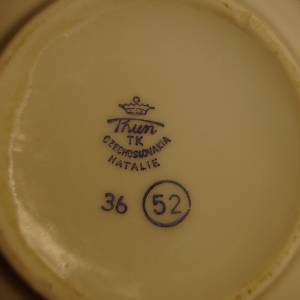 Thun
TK
CZECHOSLOVAKIA
NATALIE
36 52